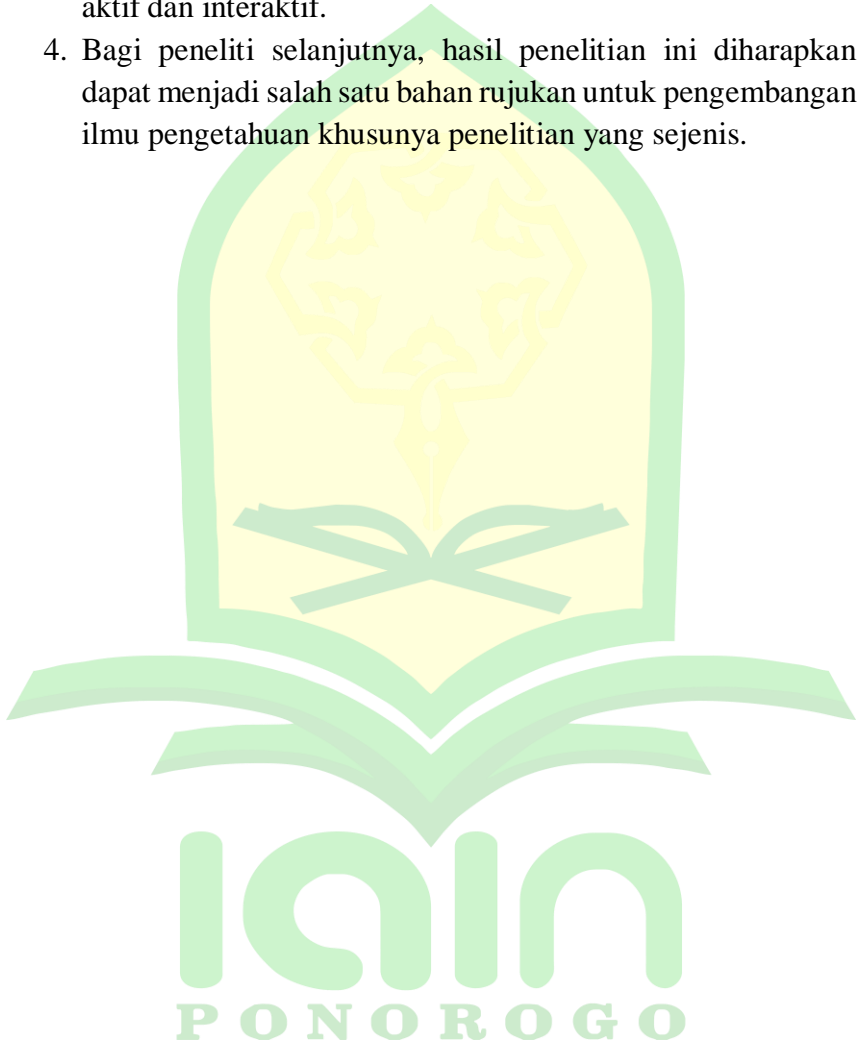 aktif dan interaktif.
4. Bagi peneliti selanjutnya, hasil penelitian ini diharapkan
dapat menjadi salah satu bahan rujukan untuk pengembangan
ilmu pengetahuan khusunya penelitian yang sejenis.
iain
PONOROGO